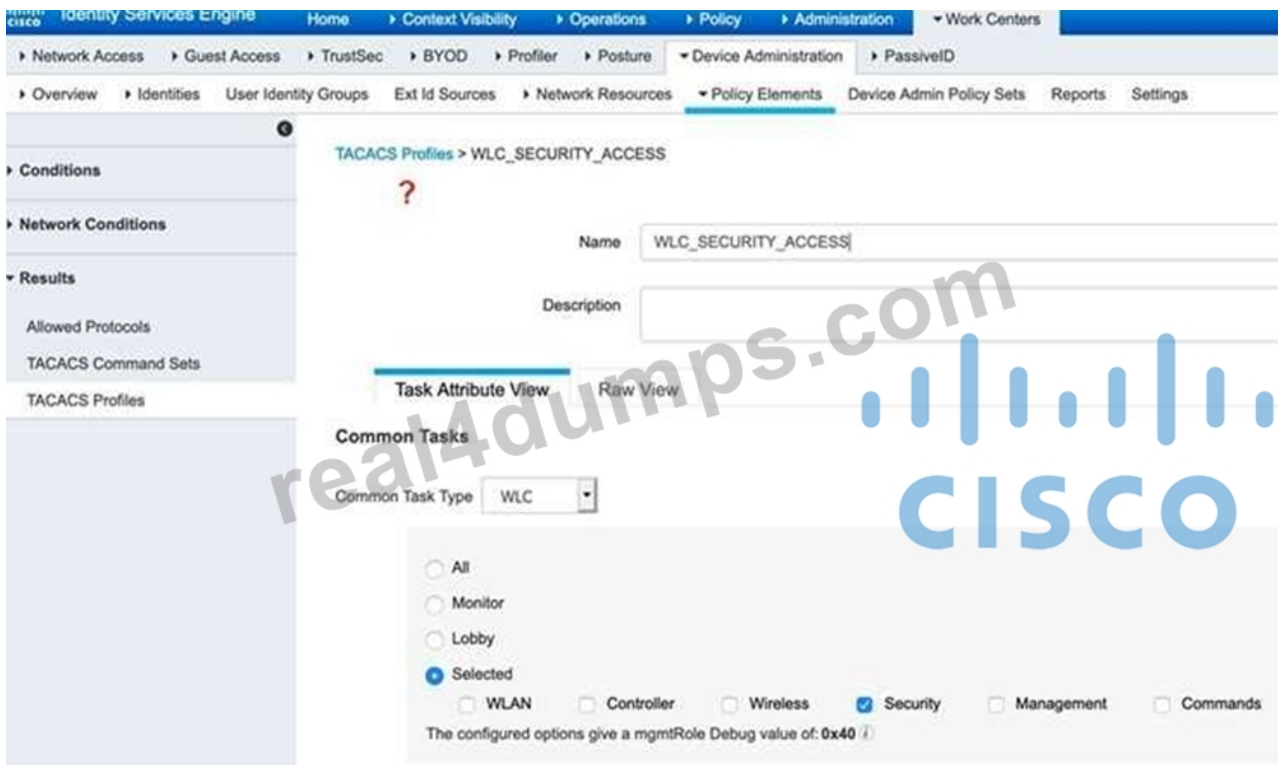 CISCO Identity Services Engine Home Context Visibility Operations Policy Administration Work Centers
Network Access Guest Access TrustSec BYOD Profiler Posture Device Administration PassiveID
Overview Identities User Identity Groups Ext Id Sources Network Resources Policy Elements Device Admin Policy Sets Reports Settings
Conditions
Network Conditions
Results
Allowed Protocols
TACACS Command Sets
TACACS Profiles
TACACS Profiles > WLC_SECURITY_ACCESS
?
Name WLC_SECURITY_ACCESS
Description
Task Attribute View Raw View
Common Tasks
Common Task Type WLC
All
Monitor
Lobby
Selected
WLAN Controller Wireless Security Management Commands
The configured options give a mgmtRole Debug value of: 0x40 i
real4dumps.com
CISCO